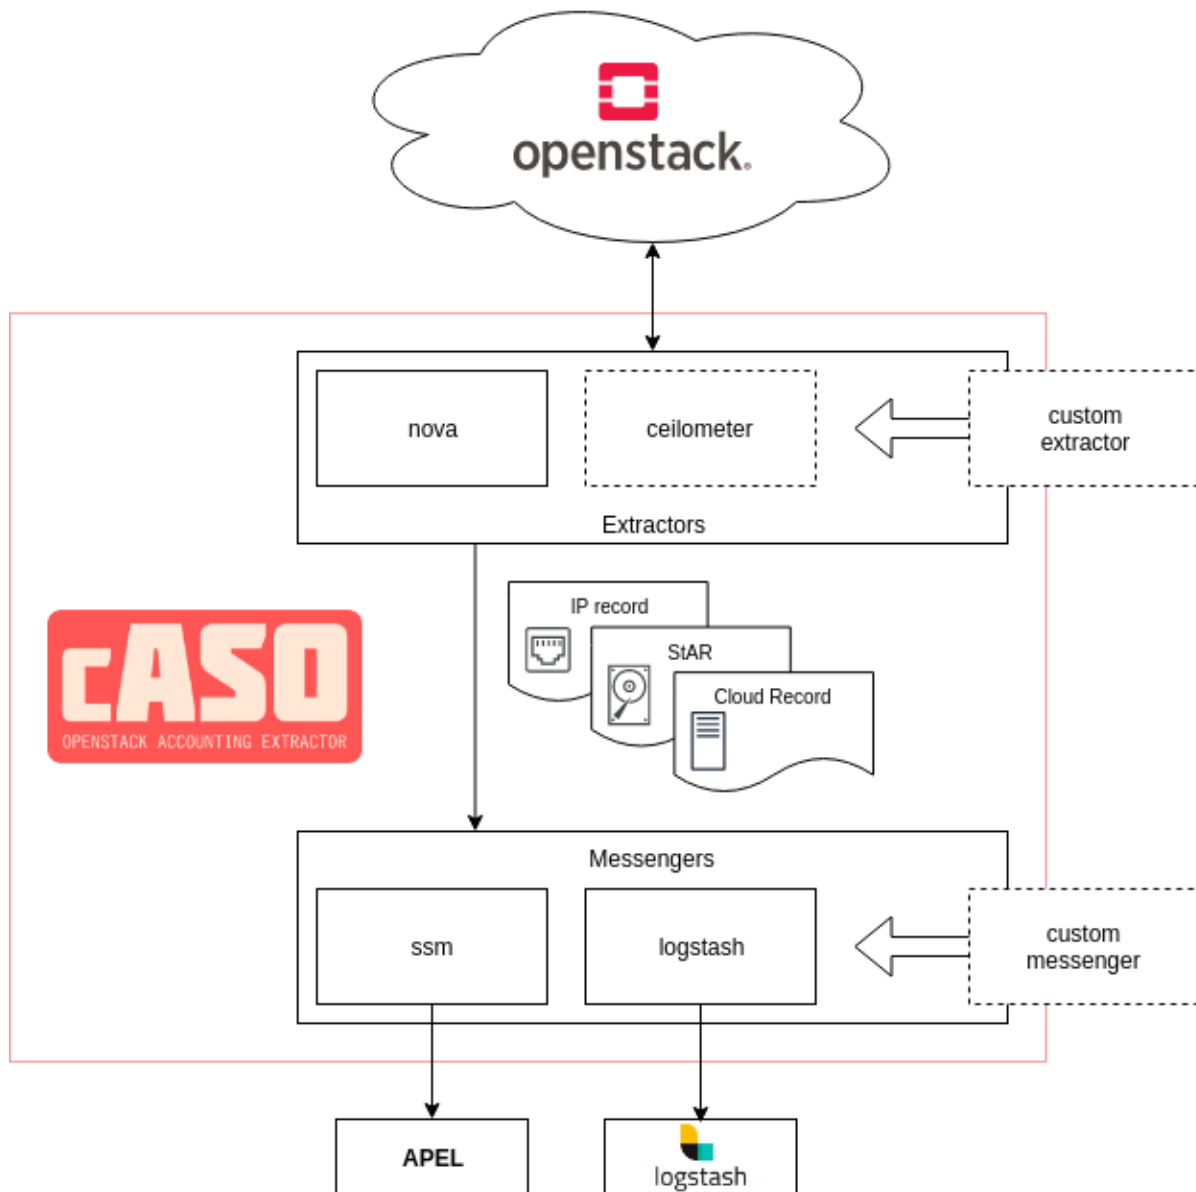 openstack.
nova
ceilometer
custom
extractor
Extractors
IP record
StAR
Cloud Record
cASO
OPENSTACK ACCOUNTING EXTRACTOR
Messengers
ssm
logstash
custom
messenger
APEL
logstash